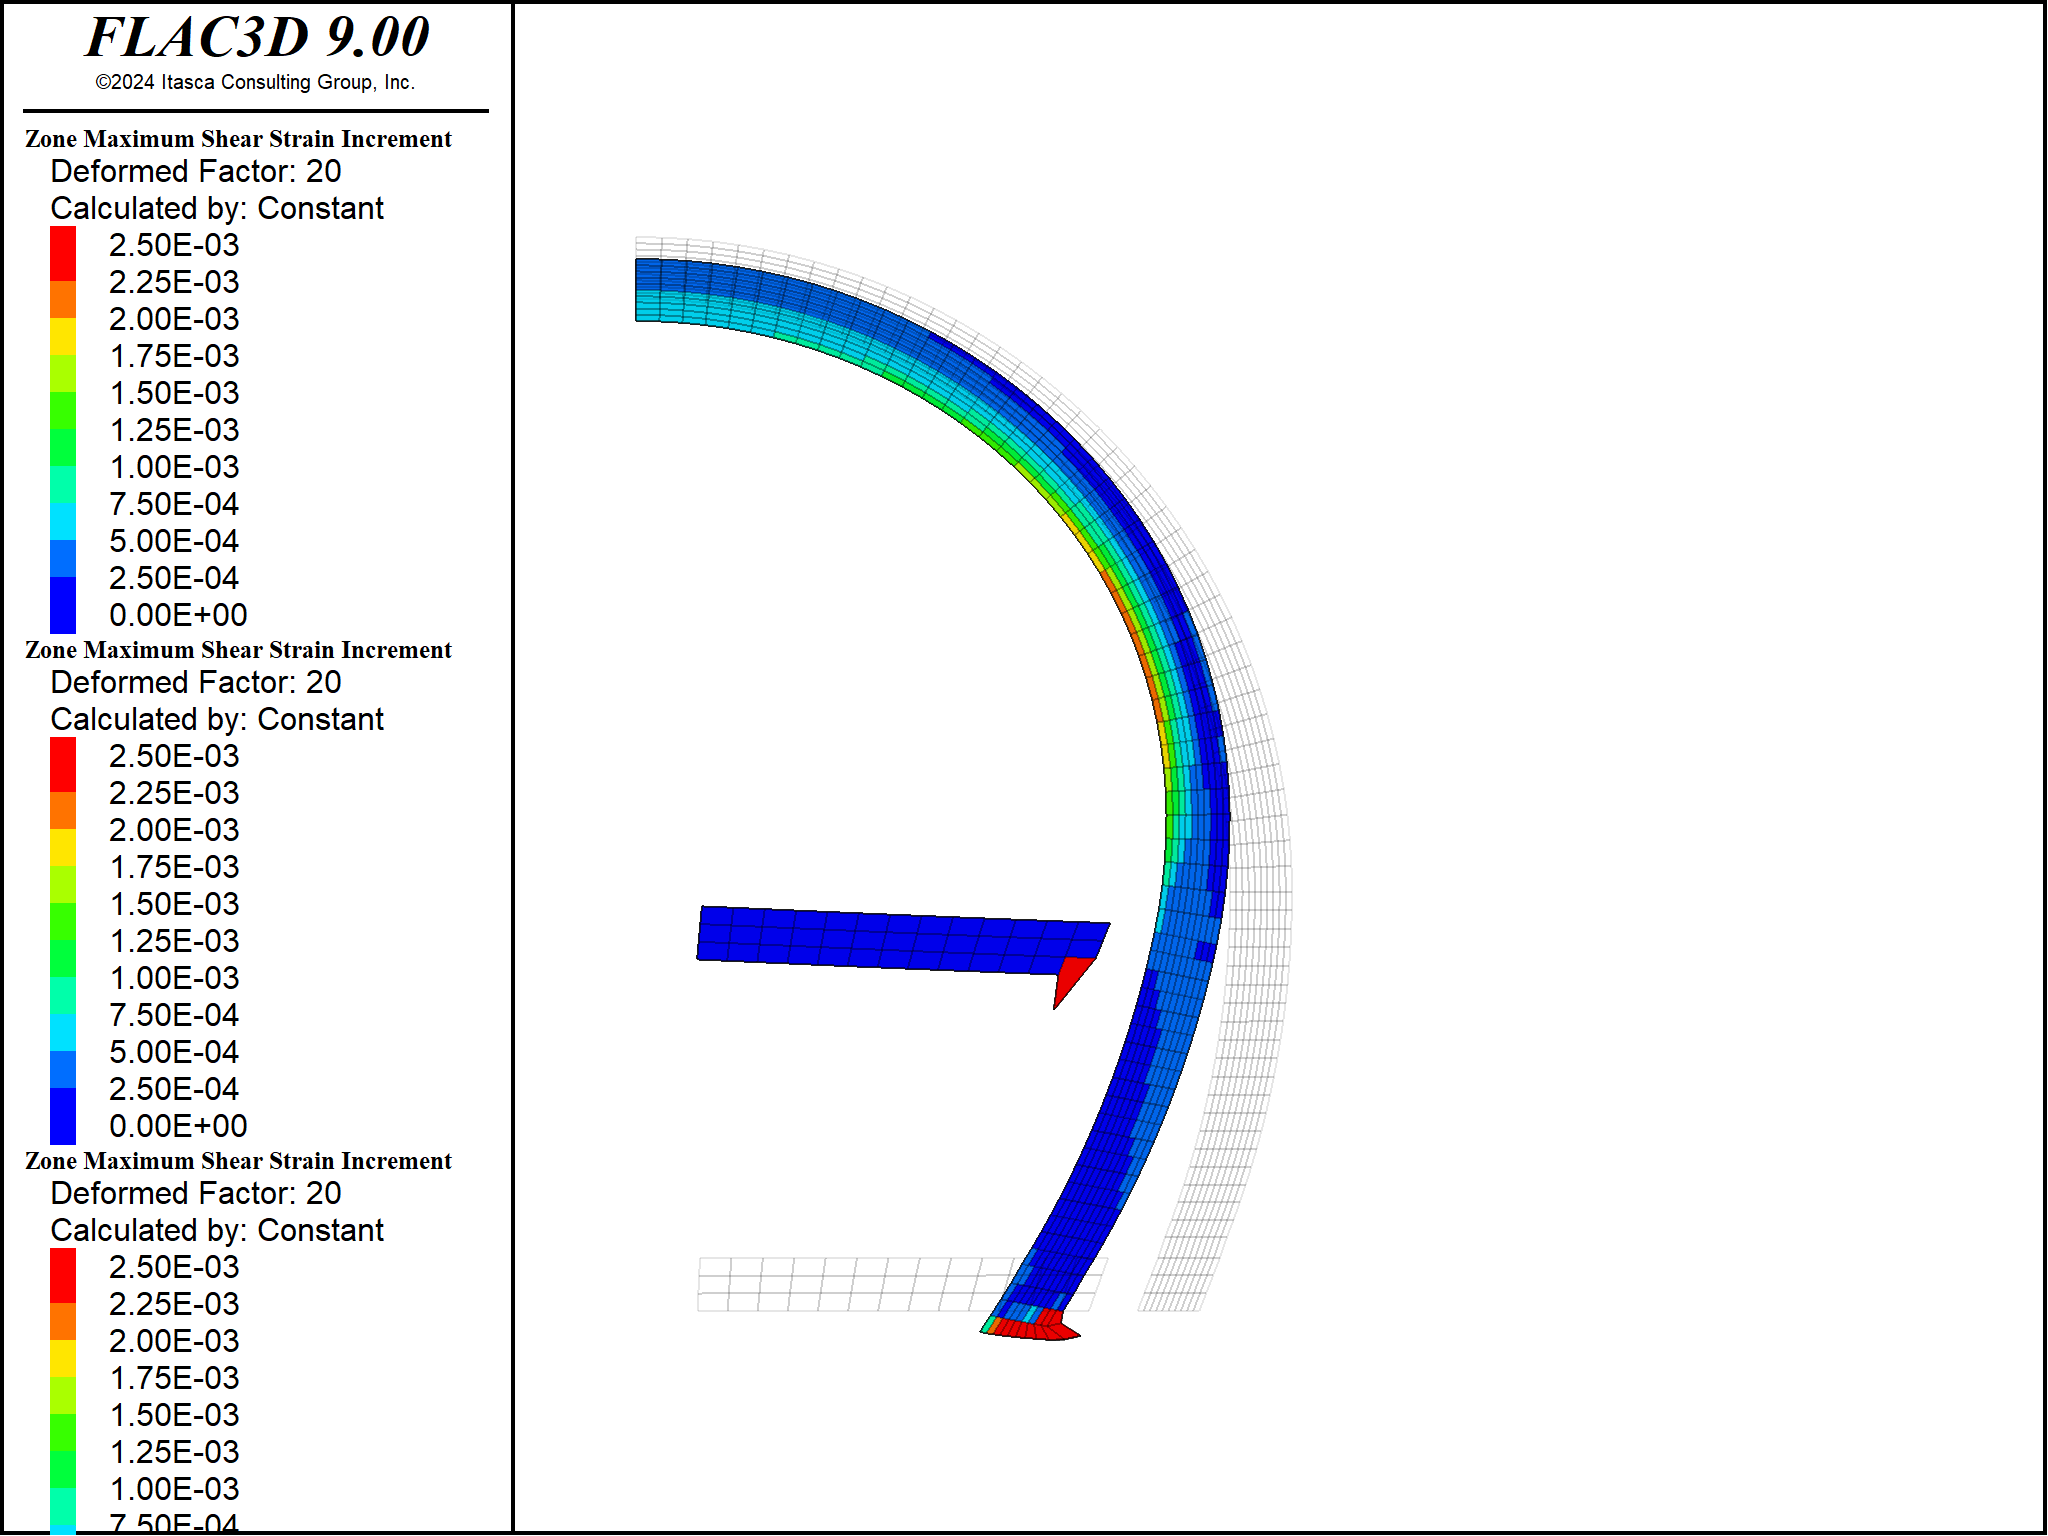 FLAC3D 9.00
©2024 Itasca Consulting Group, Inc.
Zone Maximum Shear Strain Increment
Deformed Factor: 20
Calculated by: Constant
2.50E-03
2.25E-03
2.00E-03
1.75E-03
1.50E-03
1.25E-03
1.00E-03
7.50E-04
5.00E-04
2.50E-04
0.00E+00
Zone Maximum Shear Strain Increment
Deformed Factor: 20
Calculated by: Constant
2.50E-03
2.25E-03
2.00E-03
1.75E-03
1.50E-03
1.25E-03
1.00E-03
7.50E-04
5.00E-04
2.50E-04
0.00E+00
Zone Maximum Shear Strain Increment
Deformed Factor: 20
Calculated by: Constant
2.50E-03
2.25E-03
2.00E-03
1.75E-03
1.50E-03
1.25E-03
1.00E-03
7.50E-04